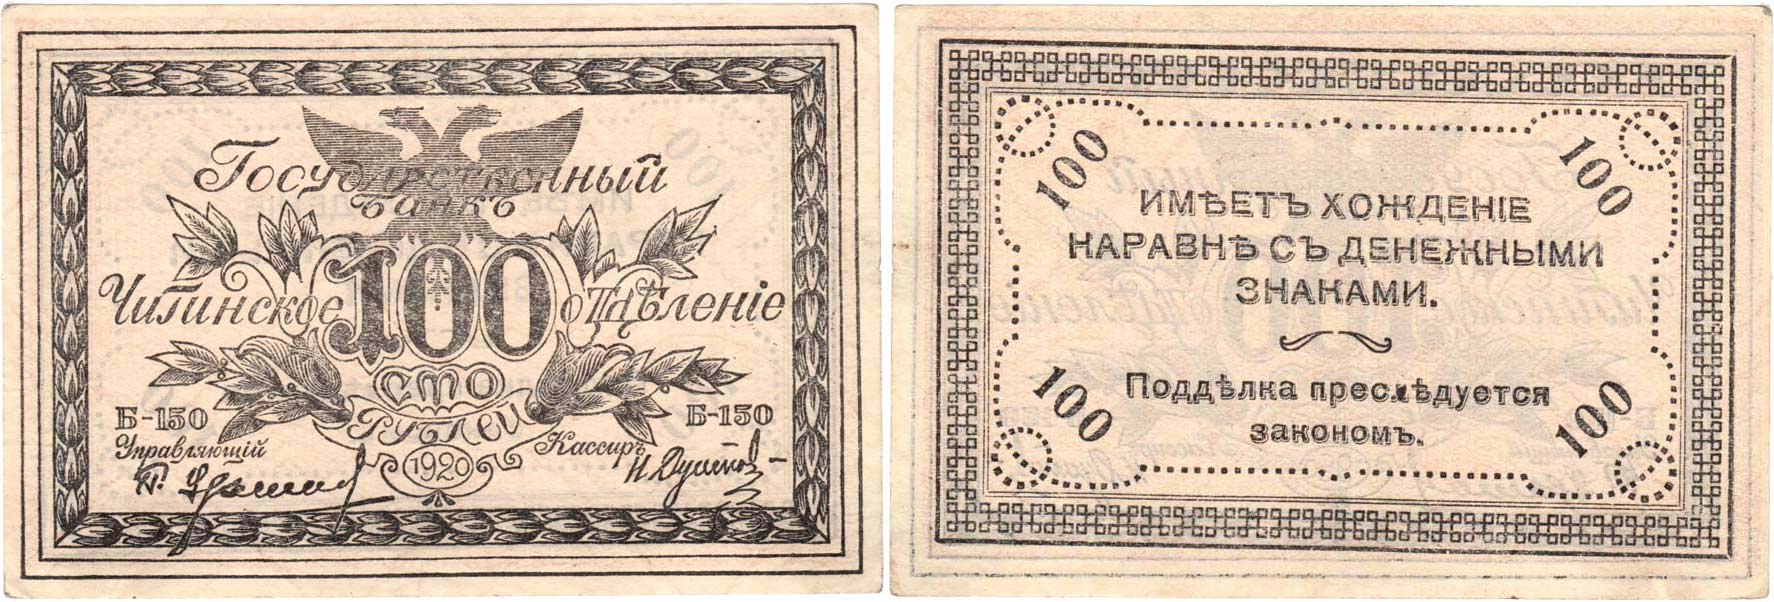 Государственный
банкъ
Читинское 100 отдѣленіе
сто
рублей
Б-150 Б-150
Управляющій Кассиръ
1920
100 100
ИМѢЕТЪ ХОЖДЕНІЕ
НАРАВНѢ СЪ ДЕНЕЖНЫМИ
ЗНАКАМИ.
Поддѣлка преслѣдуется
закономъ.
100 100